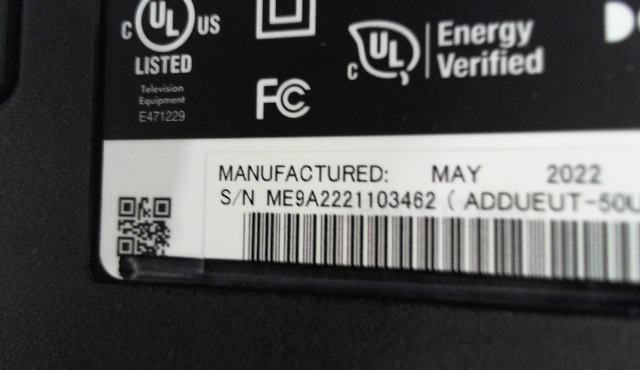 C UL US
LISTED
Television
Equipment
E471229
FC
C UL
Energy
Verified
MANUFACTURED: MAY 2022
S/N ME9A2221103462 ( ADDUEUT-50U